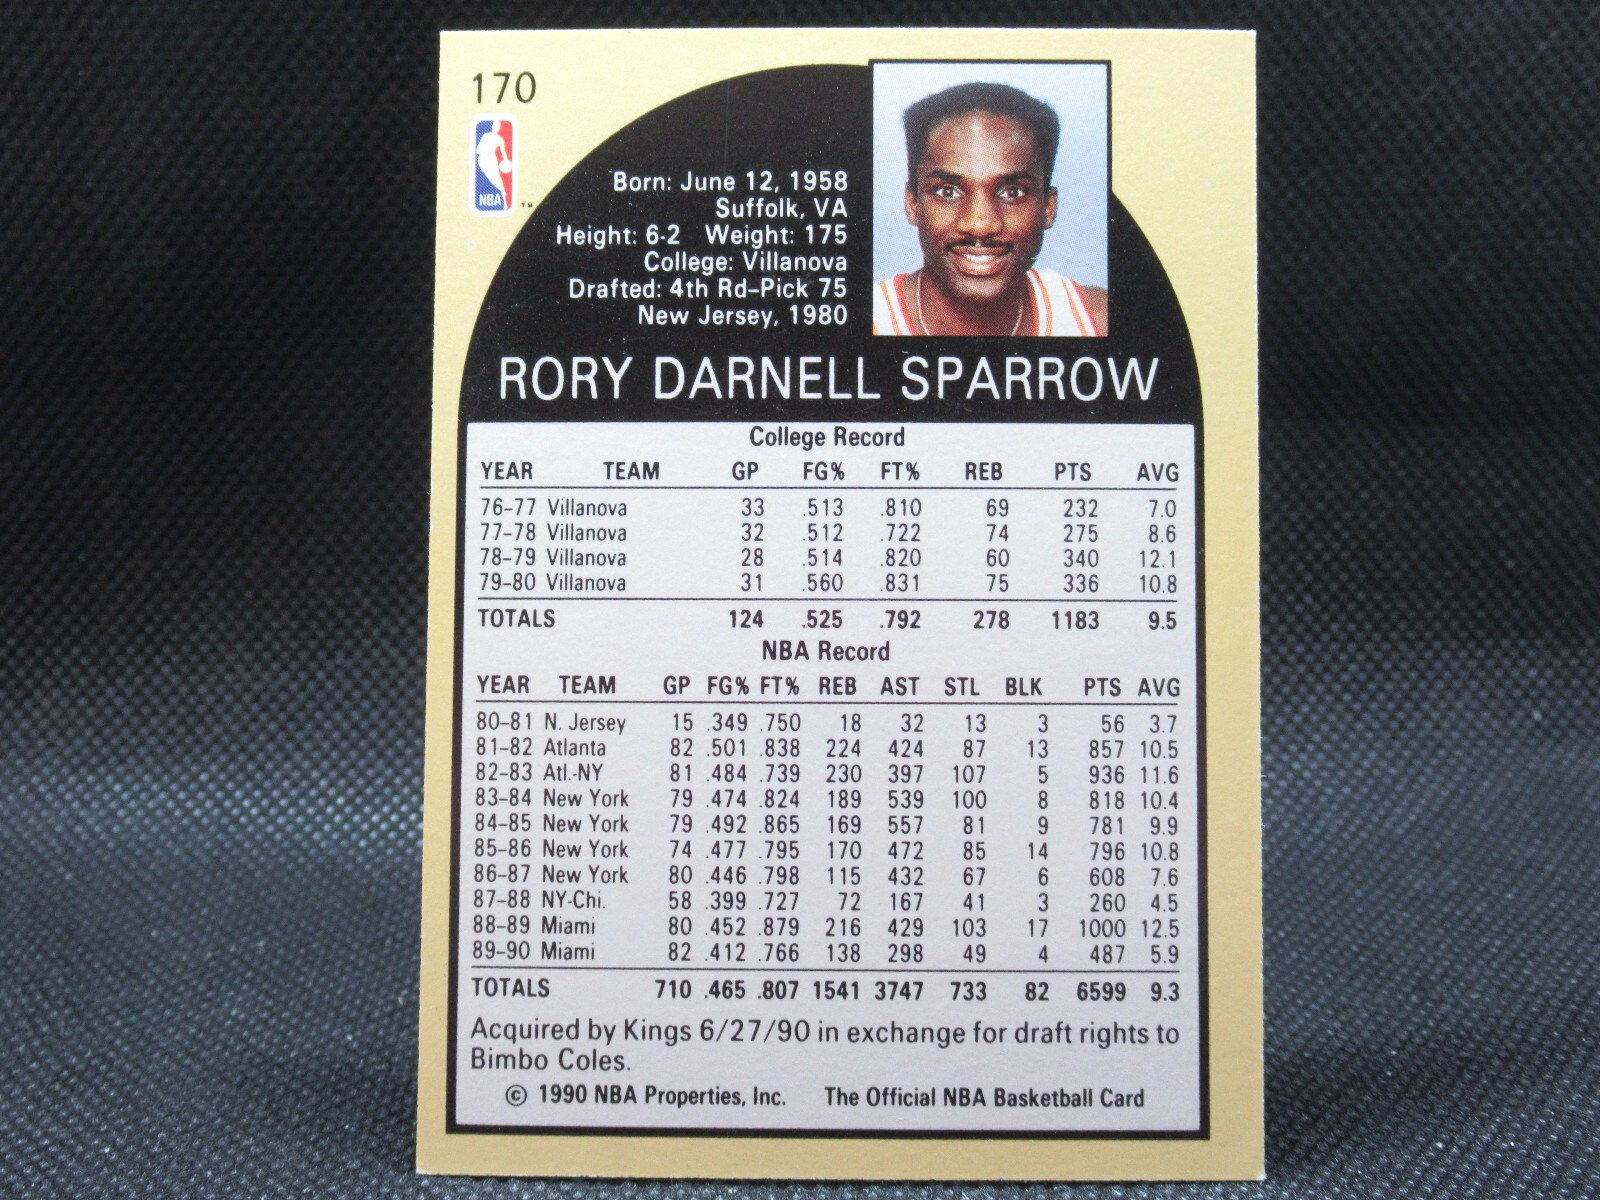 170
NBA
TM
Born: June 12, 1958
Suffolk, VA
Height: 6-2 Weight: 175
College: Villanova
Drafted: 4th Rd–Pick 75
New Jersey, 1980
RORY DARNELL SPARROW
College Record
YEAR TEAM GP FG% FT% REB PTS AVG
76–77 Villanova 33 .513 .810 69 232 7.0
77–78 Villanova 32 .512 .722 74 275 8.6
78–79 Villanova 28 .514 .820 60 340 12.1
79–80 Villanova 31 .560 .831 75 336 10.8
TOTALS 124 .525 .792 278 1183 9.5
NBA Record
YEAR TEAM GP FG% FT% REB AST STL BLK PTS AVG
80–81 N. Jersey 15 .349 .750 18 32 13 3 56 3.7
81–82 Atlanta 82 .501 .838 224 424 87 13 857 10.5
82–83 Atl.-NY 81 .484 .739 230 397 107 5 936 11.6
83–84 New York 79 .474 .824 189 539 100 8 818 10.4
84–85 New York 79 .492 .865 169 557 81 9 781 9.9
85–86 New York 74 .477 .795 170 472 85 14 796 10.8
86–87 New York 80 .446 .798 115 432 67 6 608 7.6
87–88 NY-Chi. 58 .399 .727 72 167 41 3 260 4.5
88–89 Miami 80 .452 .879 216 429 103 17 1000 12.5
89–90 Miami 82 .412 .766 138 298 49 4 487 5.9
TOTALS 710 .465 .807 1541 3747 733 82 6599 9.3
Acquired by Kings 6/27/90 in exchange for draft rights to
Bimbo Coles.
© 1990 NBA Properties, Inc. The Official NBA Basketball Card